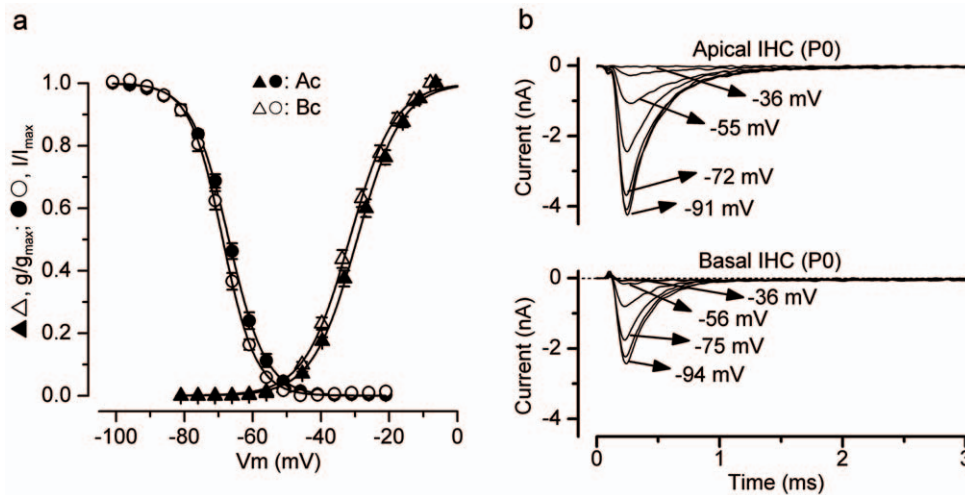 a
▲△, g/gmax; ●○, I/Imax
1.0
0.8
0.6
0.4
0.2
0.0
-100 -80 -60 -40 -20 0
Vm (mV)
▲ ●: Ac
△ ○: Bc
b
Apical IHC (P0)
Current (nA)
0
-2
-4
-36 mV
-55 mV
-72 mV
-91 mV
Basal IHC (P0)
Current (nA)
0
-2
-4
-36 mV
-56 mV
-75 mV
-94 mV
0 1 2 3
Time (ms)